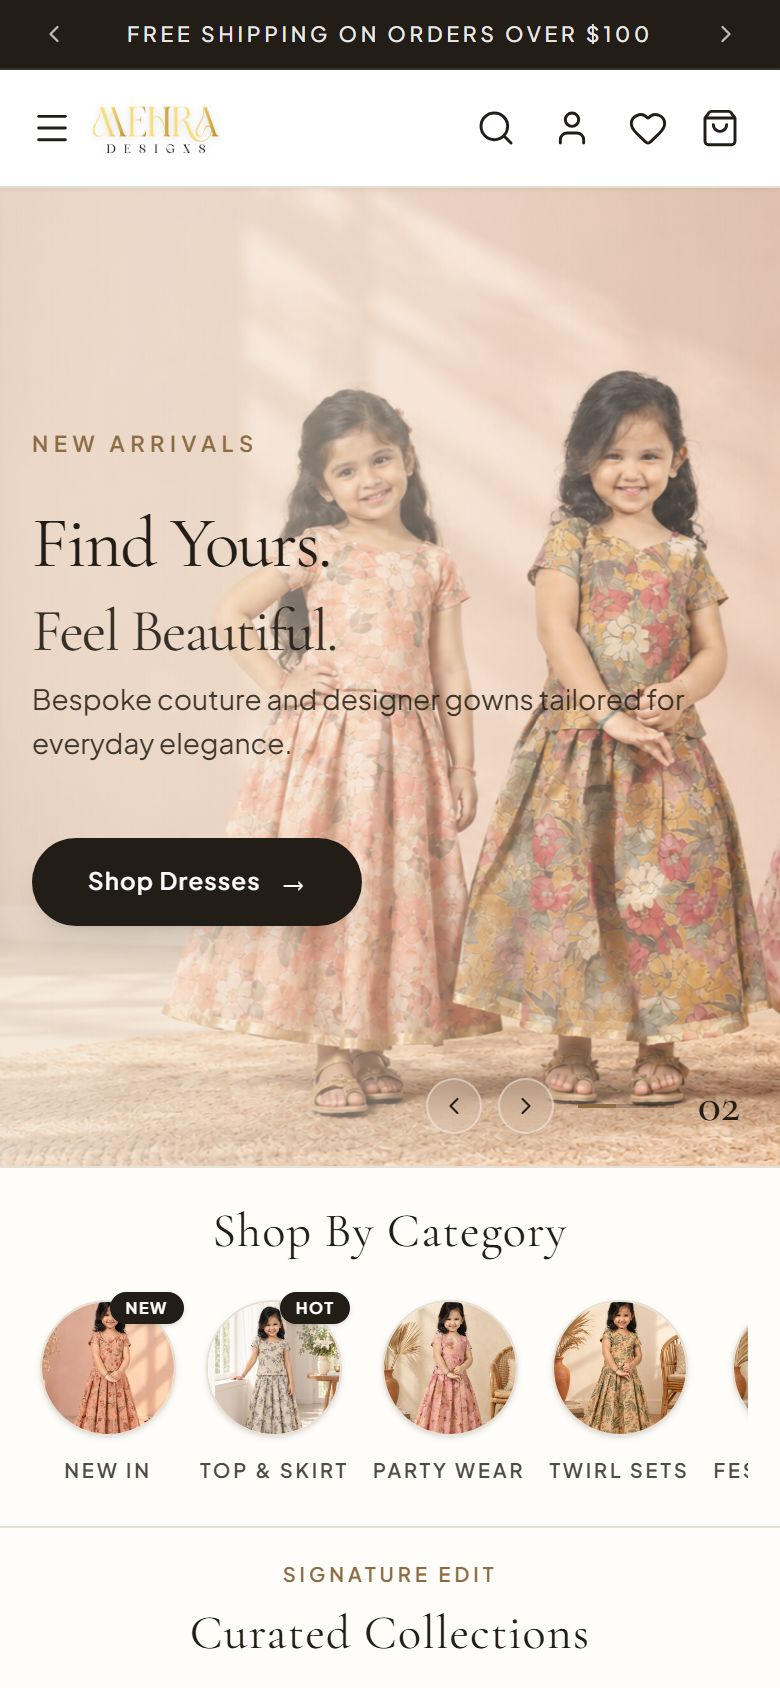 FREE SHIPPING ON ORDERS OVER $100
MEHRA
DESIGNS
NEW ARRIVALS
Find Yours.
Feel Beautiful.
Bespoke couture and designer gowns tailored for
everyday elegance.
Shop Dresses →
02
Shop By Category
NEW
HOT
NEW IN
TOP & SKIRT
PARTY WEAR
TWIRL SETS
FES
SIGNATURE EDIT
Curated Collections